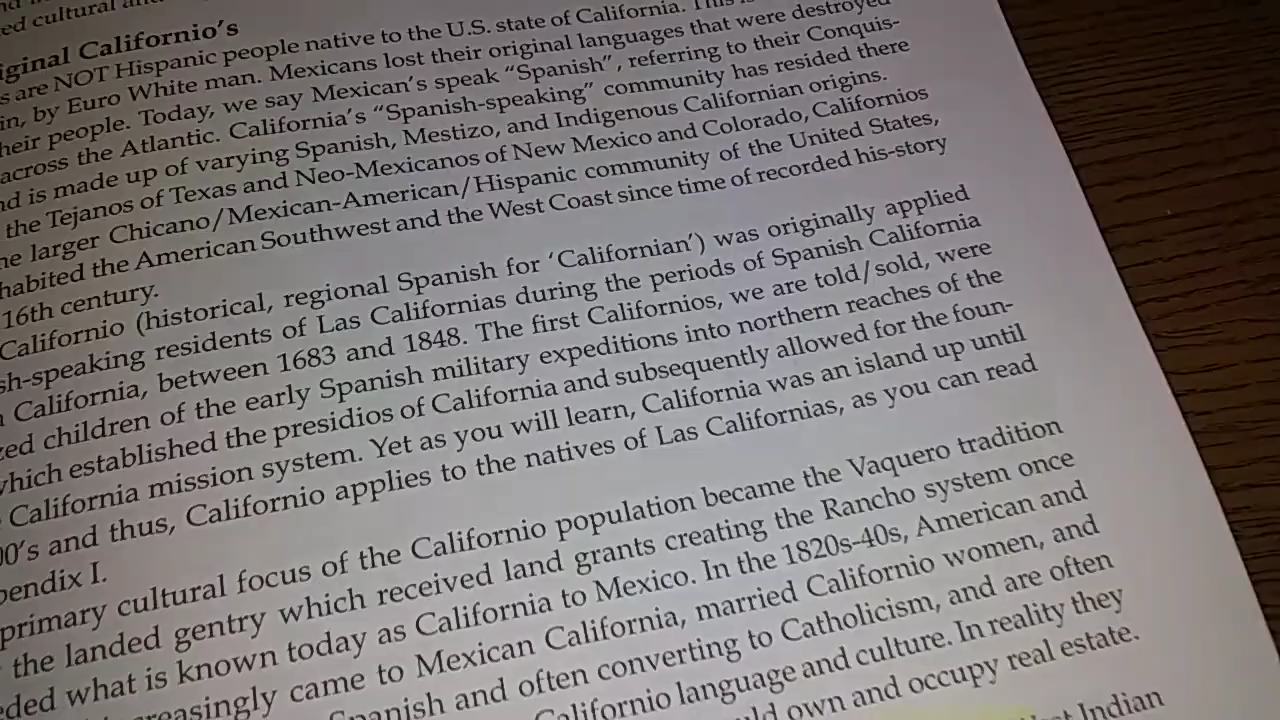 ed cultural
iginal Californio's
s are NOT Hispanic people native to the U.S. state of California.
in, by Euro White man. Mexicans lost their original languages that were destroyed
heir people. Today, we say Mexican's speak “Spanish”, referring to their Conquis-
across the Atlantic. California's “Spanish-speaking” community has resided there
nd is made up of varying Spanish, Mestizo, and Indigenous Californian origins.
the Tejanos of Texas and Neo-Mexicanos of New Mexico and Colorado, Californios
he larger Chicano/Mexican-American/Hispanic community of the United States,
habited the American Southwest and the West Coast since time of recorded his-story
16th century.
Californio (historical, regional Spanish for ‘Californian’) was originally applied
sh-speaking residents of Las Californias during the periods of Spanish California
California, between 1683 and 1848. The first Californios, we are told/sold, were
zed children of the early Spanish military expeditions into northern reaches of the
which established the presidios of California and subsequently allowed for the foun-
California mission system. Yet as you will learn, California was an island up until
00's and thus, Californio applies to the natives of Las Californias, as you can read
pendix I.
primary cultural focus of the Californio population became the Vaquero tradition
the landed gentry which received land grants creating the Rancho system once
ded what is known today as California to Mexico. In the 1820s-40s, American and
reasingly came to Mexican California, married Californio women, and
Spanish and often converting to Catholicism, and are often
Californio language and culture. In reality they
ld own and occupy real estate.
Indian